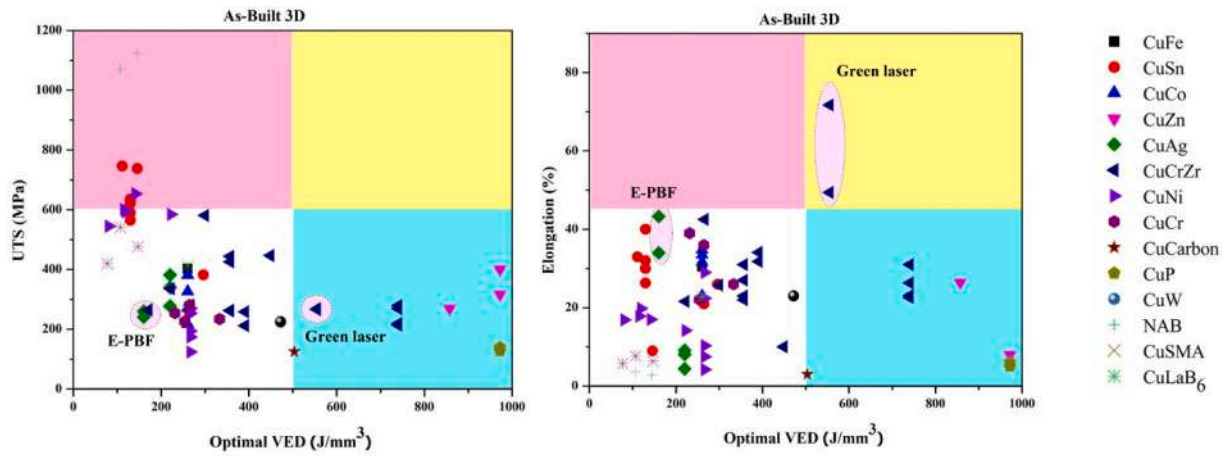 As-Built 3D
1200
1000
800
600
400
200
0
UTS (MPa)
E-PBF
Green laser
0
200
400
600
800
1000
Optimal VED (J/mm³)
As-Built 3D
80
60
40
20
0
Elongation (%)
Green laser
E-PBF
0
200
400
600
800
1000
Optimal VED (J/mm³)
CuFe
CuSn
CuCo
CuZn
CuAg
CuCrZr
CuNi
CuCr
CuCarbon
CuP
CuW
NAB
CuSMA
CuLaB₆